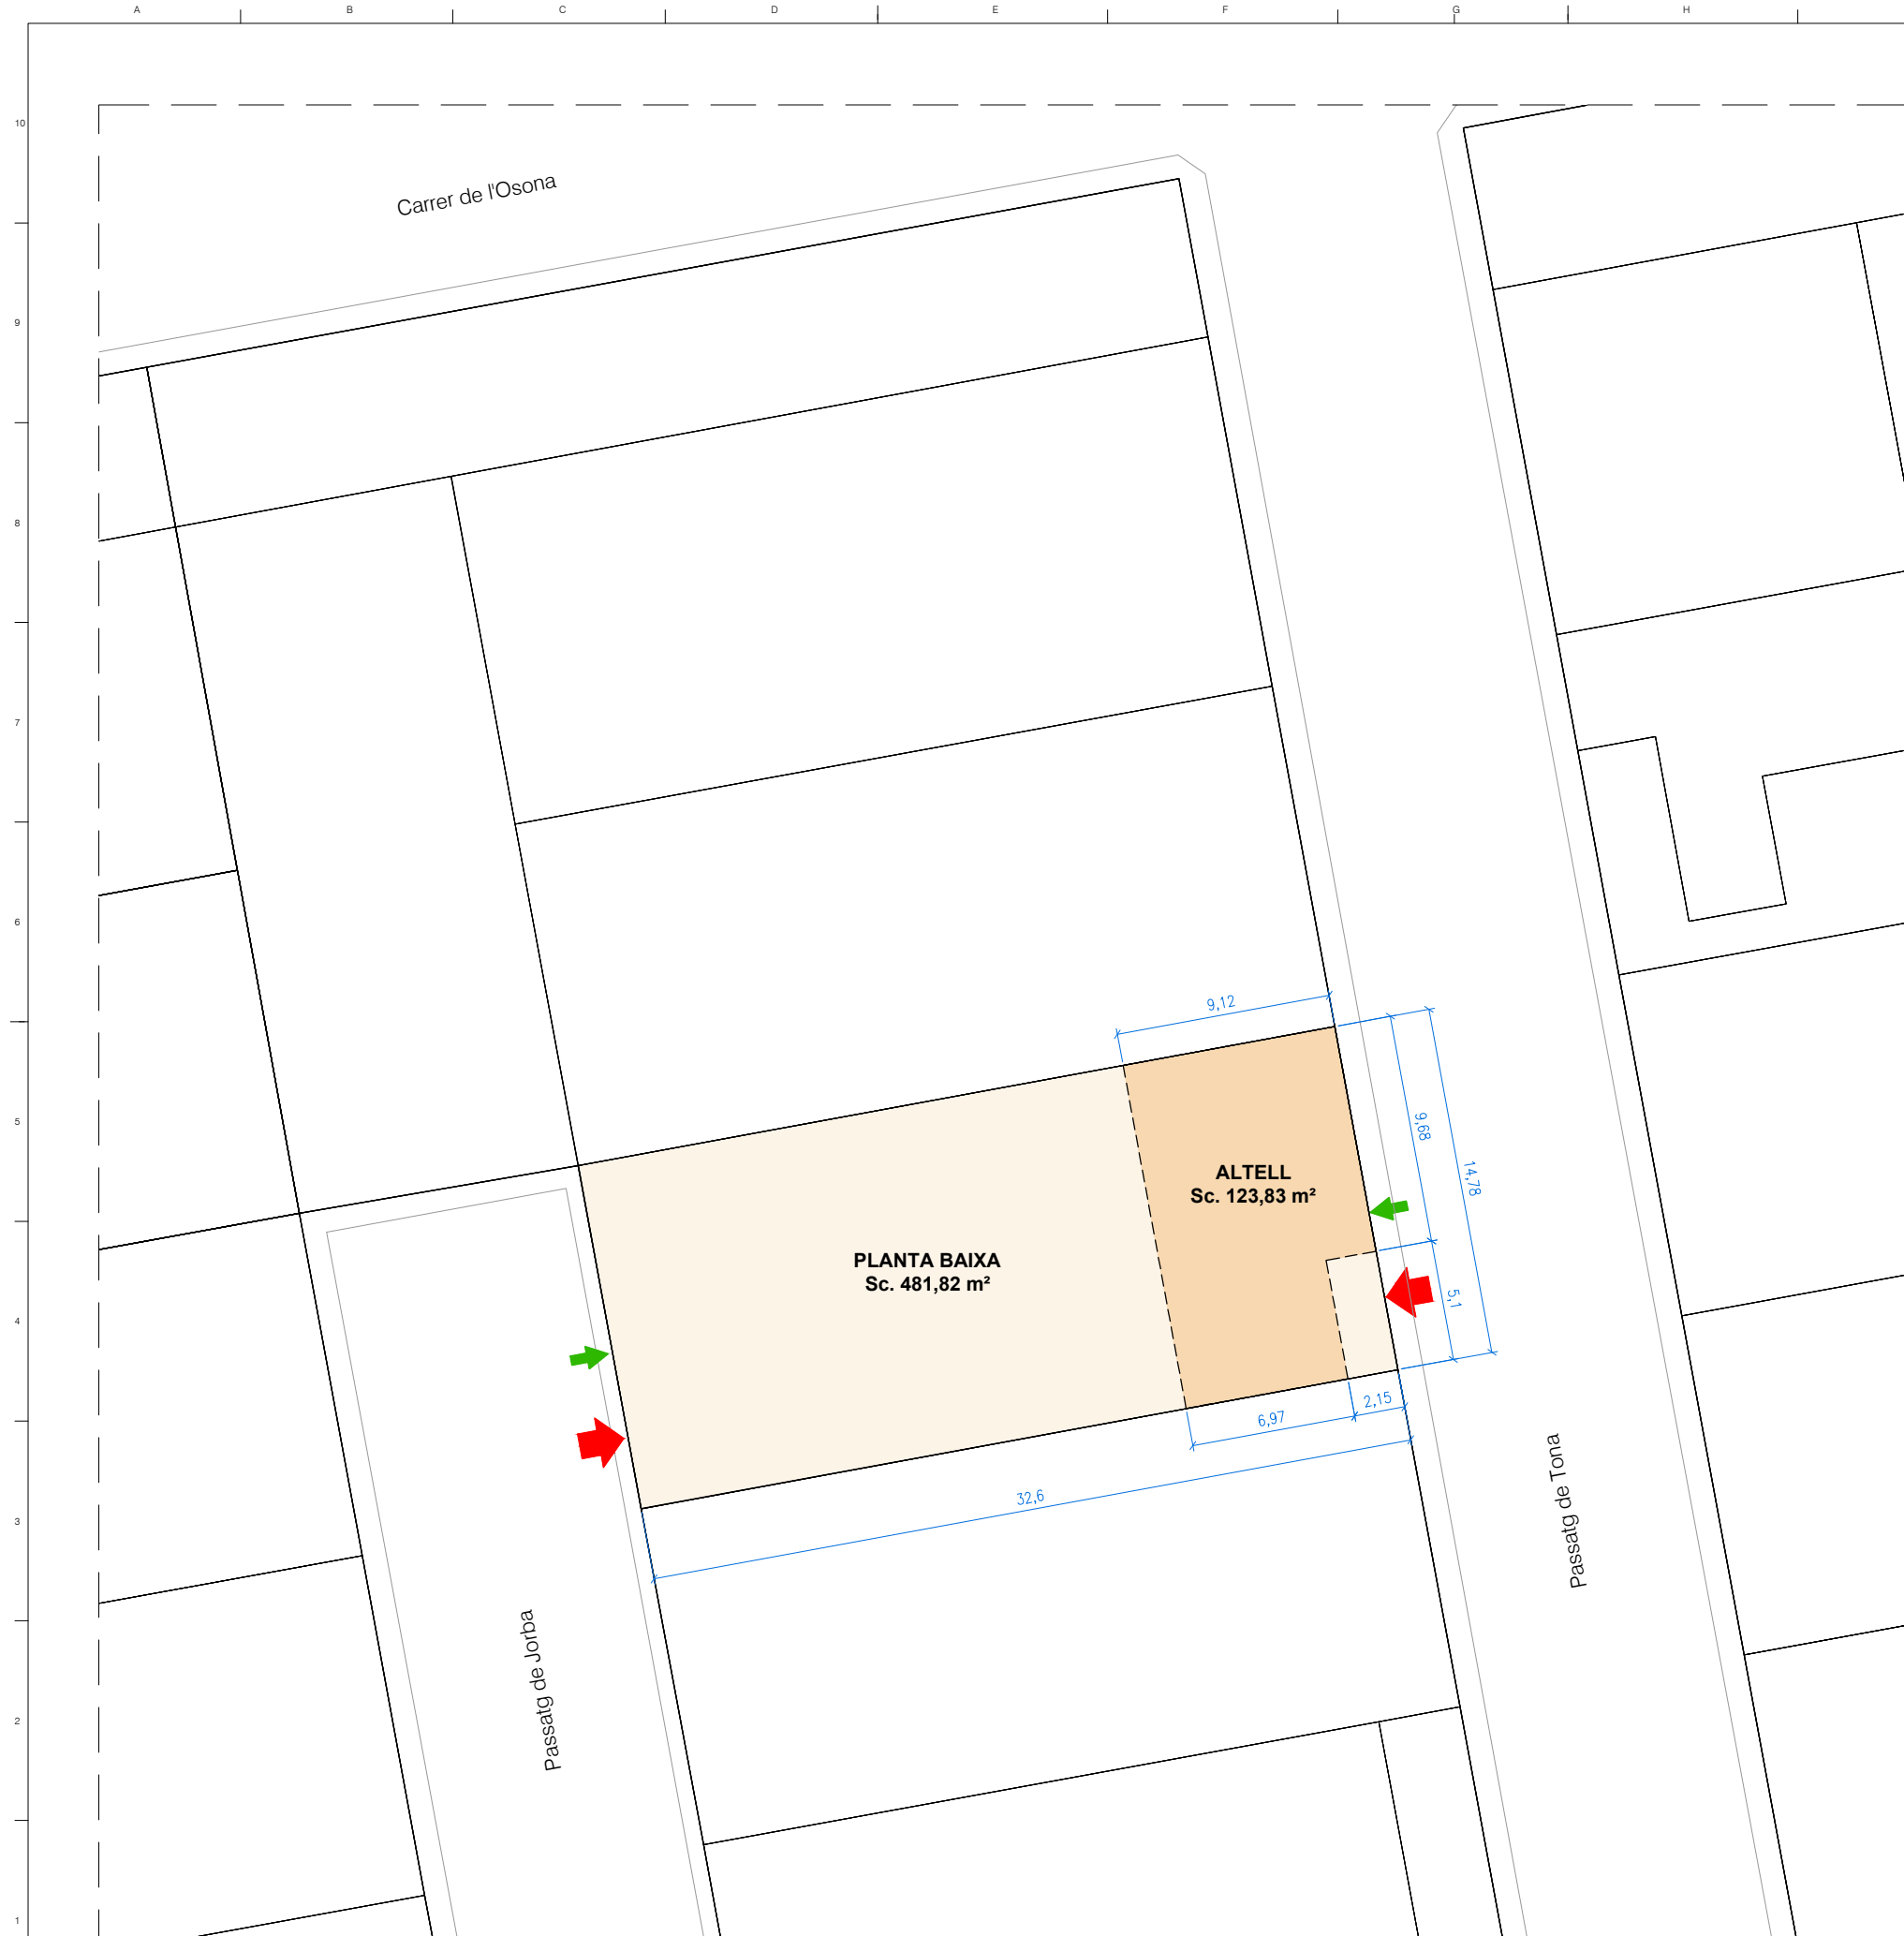 A
B
C
D
E
F
G
H
10
9
8
7
6
5
4
3
2
1
Carrer de l'Osona
9,12
9,68
14,78
ALTELL
Sc. 123,83 m²
PLANTA BAIXA
Sc. 481,82 m²
5,1
2,15
6,97
32,6
Passatg de Tona
Passatg de Jorba